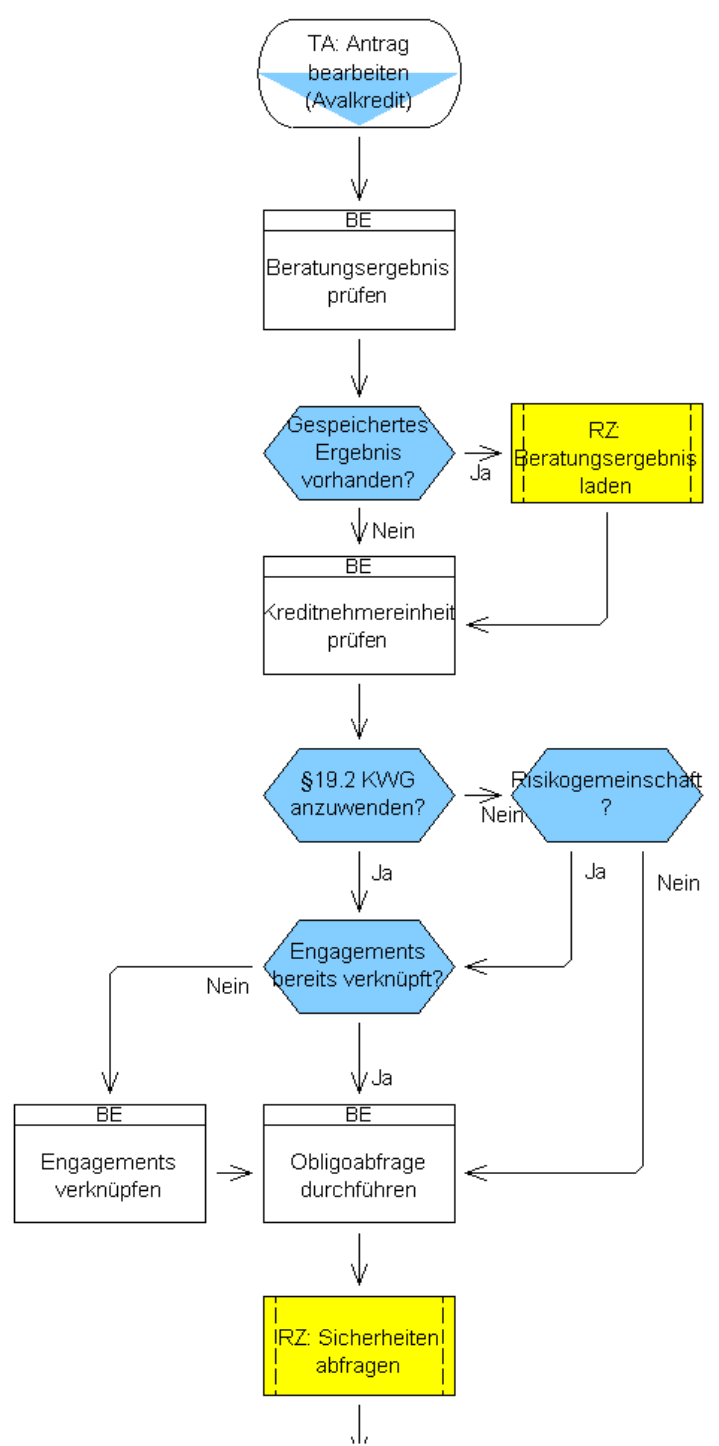 TA: Antrag
bearbeiten
(Avalkredit)
BE
Beratungsergebnis
prüfen
Gespeichertes
Ergebnis
vorhanden?
Ja
RZ:
Beratungsergebnis
laden
Nein
BE
Kreditnehmereinheit
prüfen
§19.2 KWG
anzuwenden?
Nein
Risikogemeinschaft
?
Ja
Ja
Nein
Engagements
bereits verknüpft?
Nein
Ja
BE
Engagements
verknüpfen
BE
Obligoabfrage
durchführen
RZ: Sicherheiten
abfragen